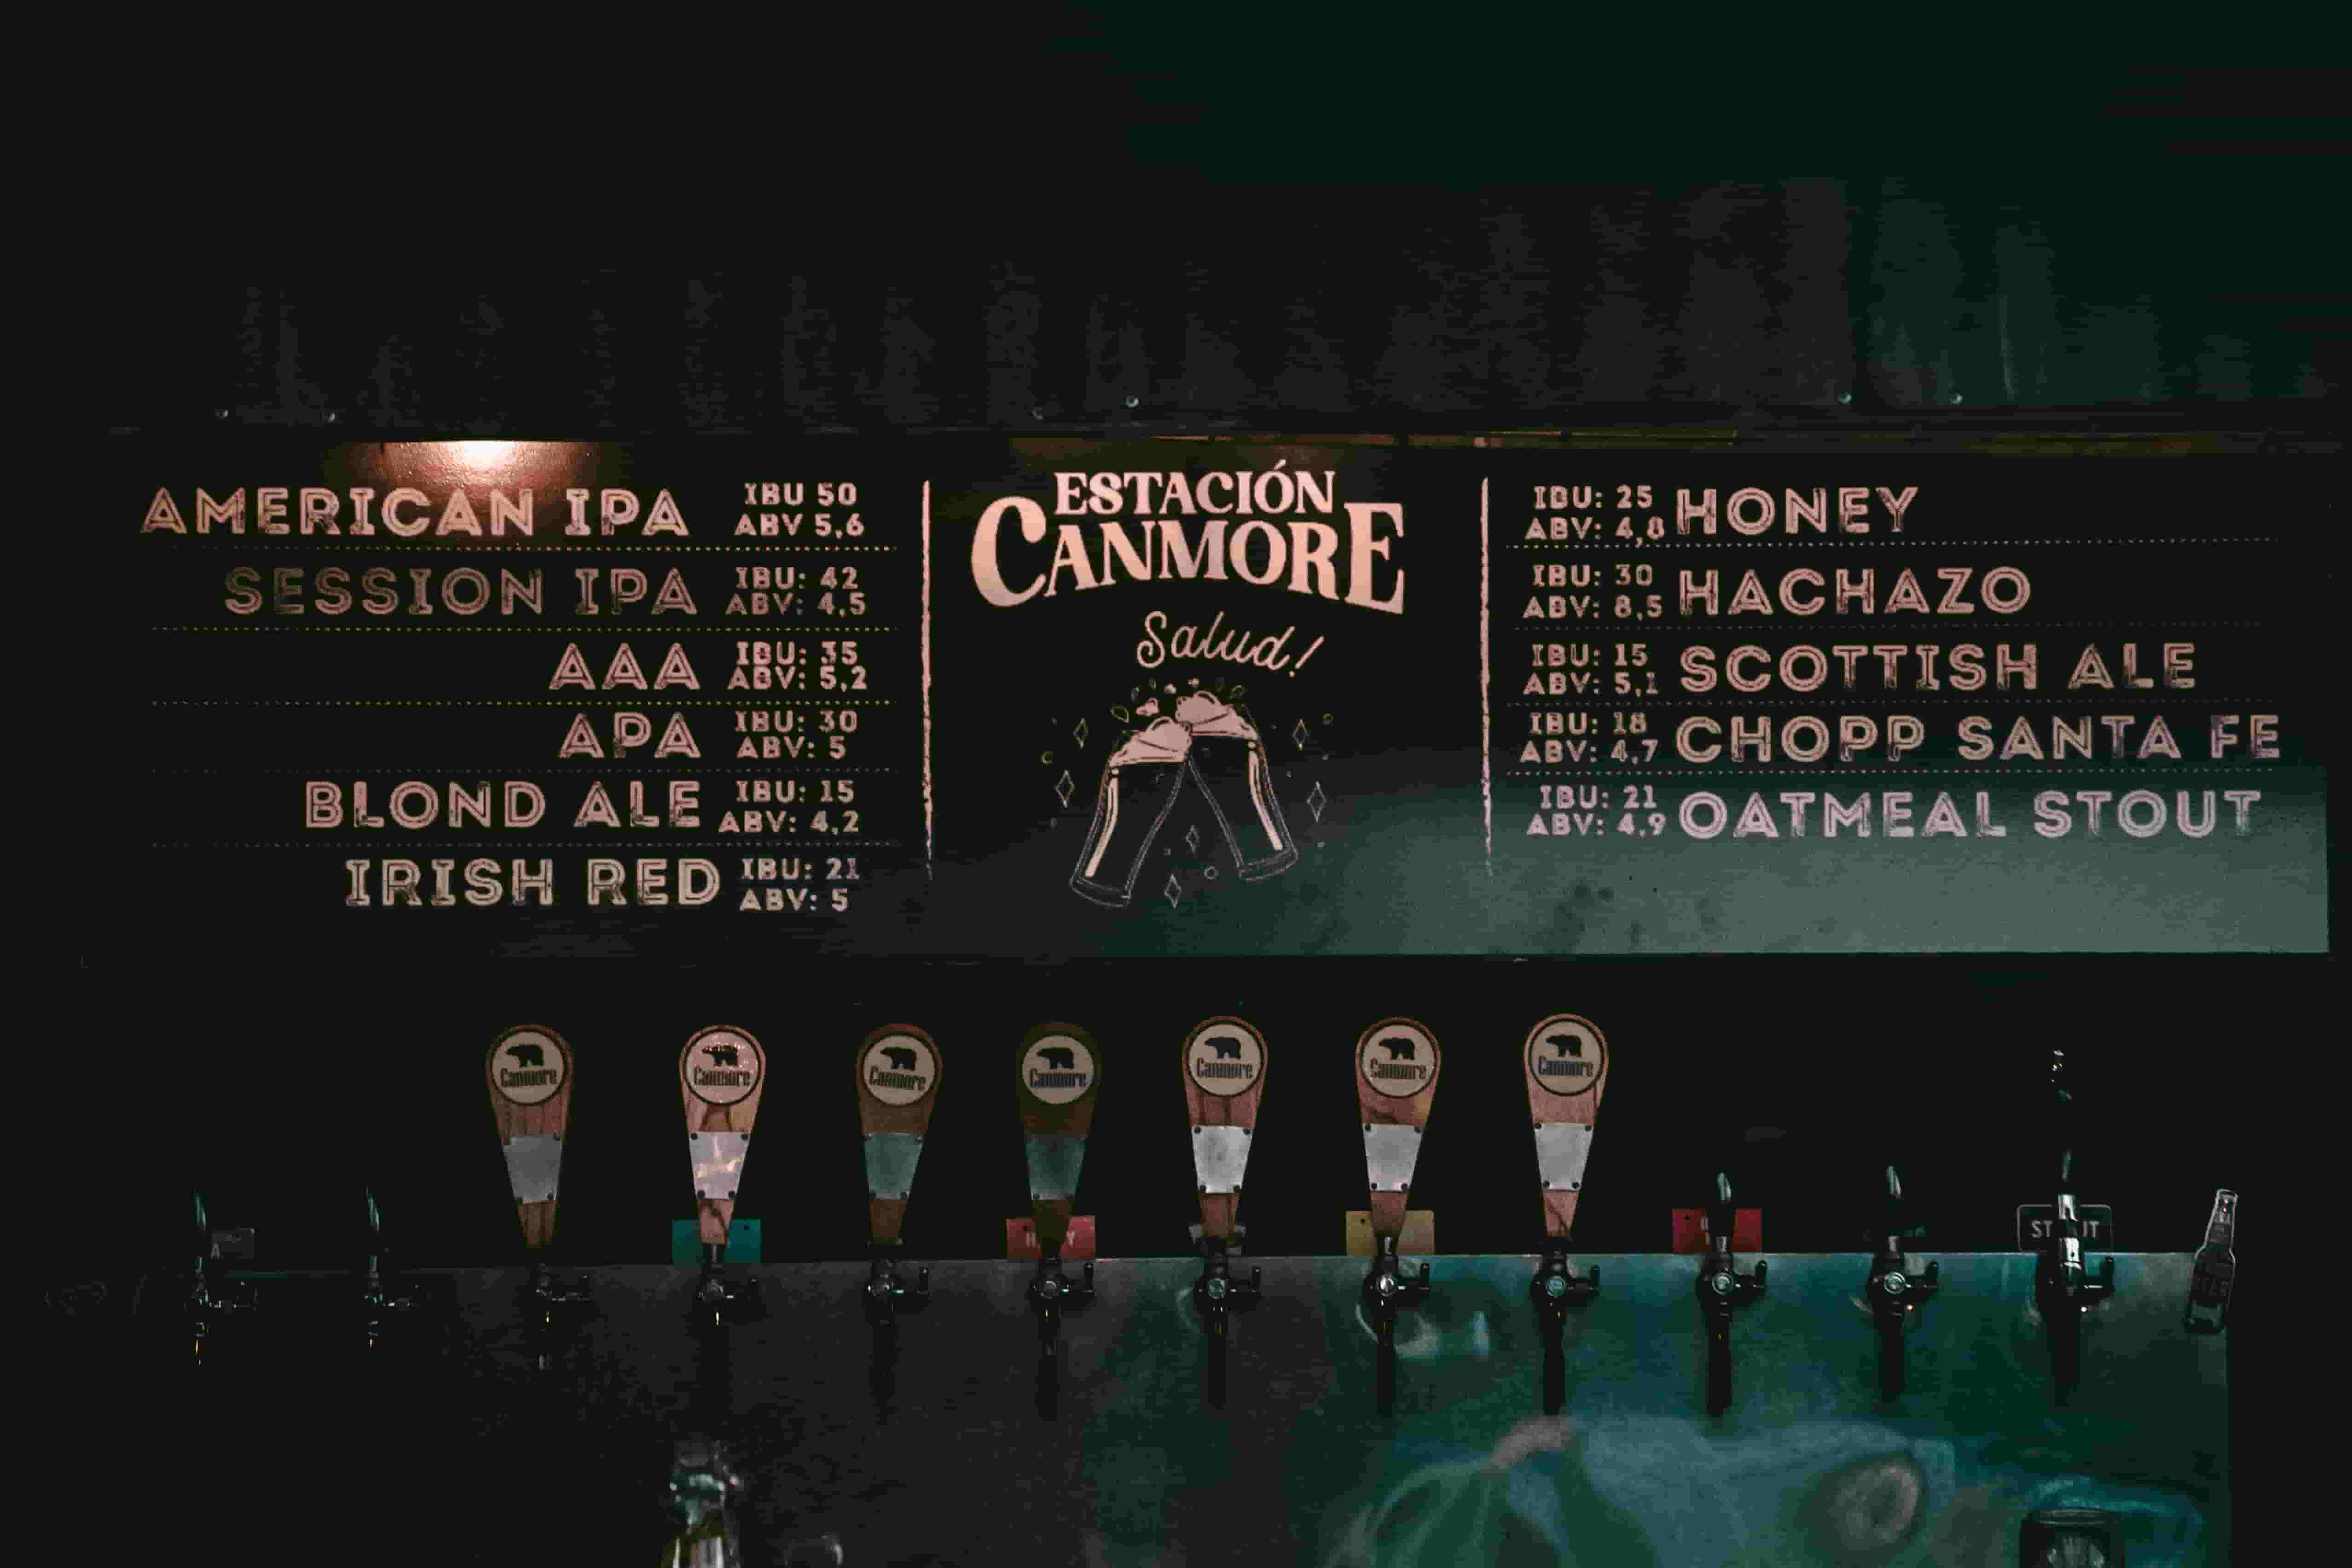 AMERICAN IPA IBU 50
ABV 5,6
SESSION IPA IBU: 42
ABV: 4,5
AAA IBU: 35
ABV: 5,2
APA IBU: 30
ABV: 5
BLOND ALE IBU: 15
ABV: 4,2
IRISH RED IBU: 21
ABV: 5
ESTACIÓN
CANMORE
Salud!
IBU: 25 HONEY
ABV: 4,8
IBU: 30 HACHAZO
ABV: 8,5
IBU: 15 SCOTTISH ALE
ABV: 5,1
IBU: 18 CHOPP SANTA FE
ABV: 4,7
IBU: 21 OATMEAL STOUT
ABV: 4,9
Canmore
Canmore
Canmore
Canmore
Canmore
Canmore
Canmore